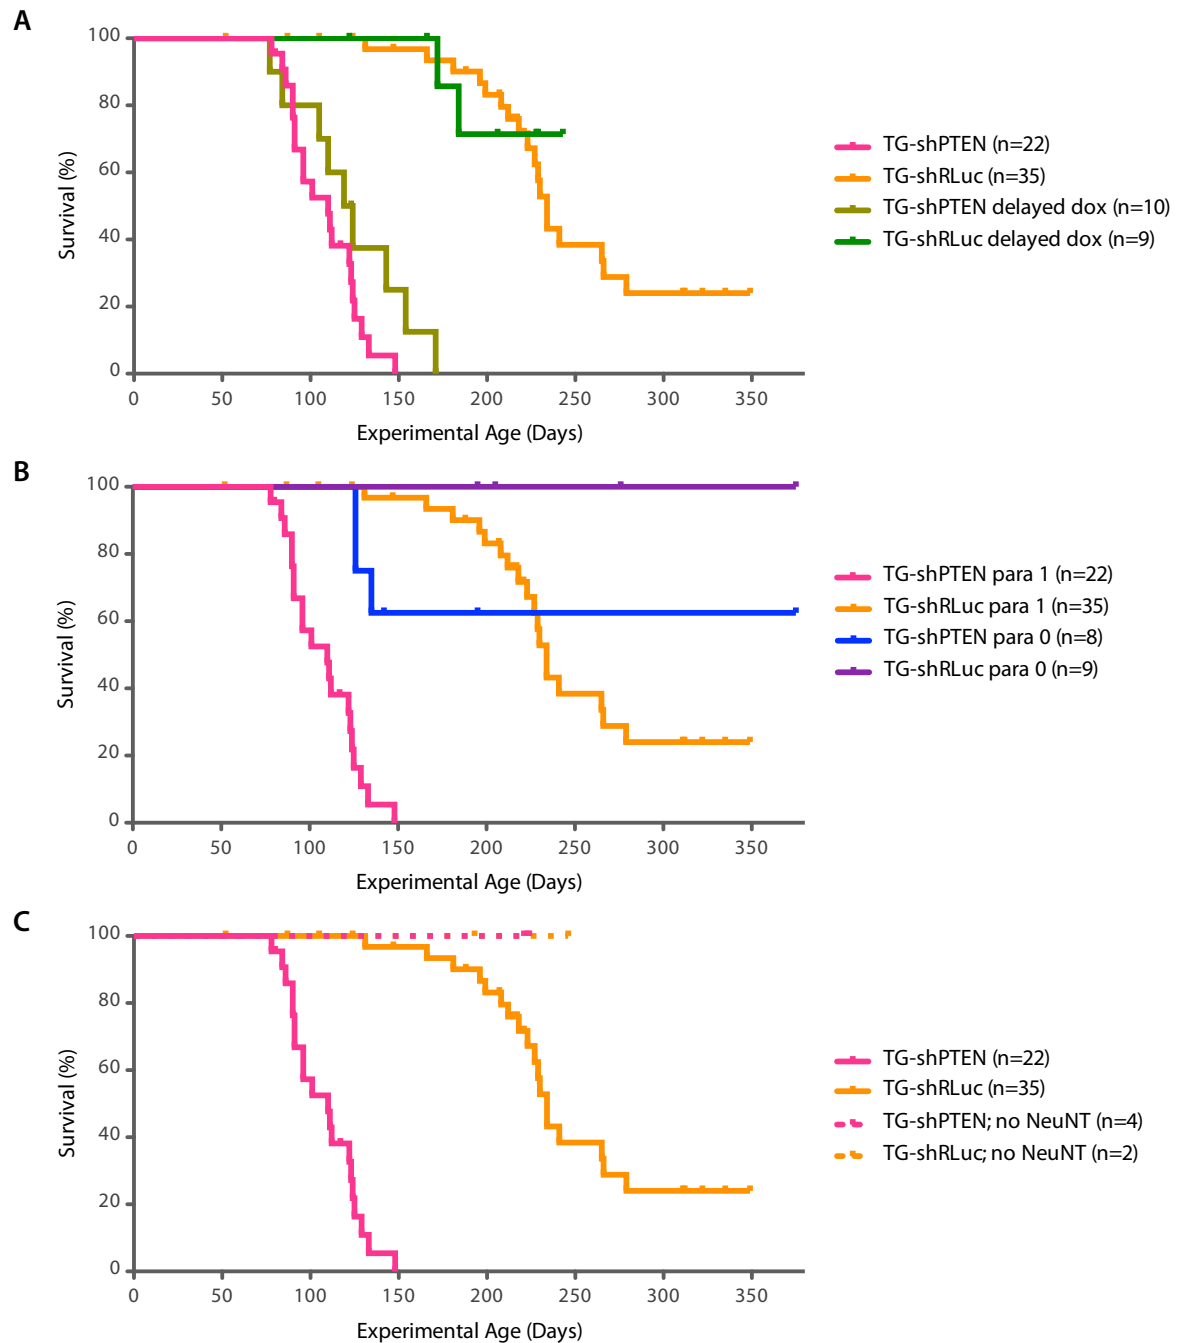 A
100
80
60
40
20
0
Survival (%)
0 50 100 150 200 250 300 350
Experimental Age (Days)
TG-shPTEN (n=22)
TG-shRLuc (n=35)
TG-shPTEN delayed dox (n=10)
TG-shRLuc delayed dox (n=9)
B
100
80
60
40
20
0
Survival (%)
0 50 100 150 200 250 300 350
Experimental Age (Days)
TG-shPTEN para 1 (n=22)
TG-shRLuc para 1 (n=35)
TG-shPTEN para 0 (n=8)
TG-shRLuc para 0 (n=9)
C
100
80
60
40
20
0
Survival (%)
0 50 100 150 200 250 300 350
Experimental Age (Days)
TG-shPTEN (n=22)
TG-shRLuc (n=35)
TG-shPTEN; no NeuNT (n=4)
TG-shRLuc; no NeuNT (n=2)